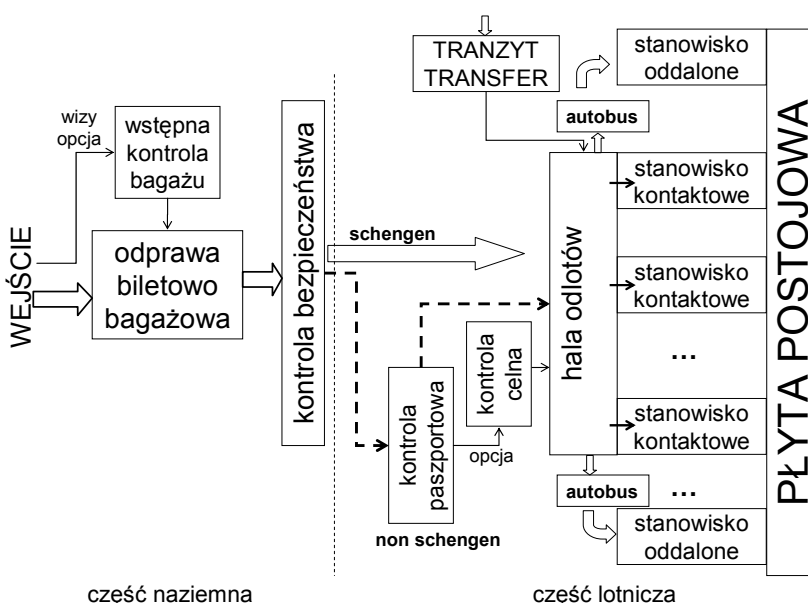 WEJŚCIE
wizy
opcja
wstępna
kontrola
bagażu
odprawa
biletowo
bagażowa
kontrola bezpieczeństwa
schengen
TRANZYT
TRANSFER
kontrola
paszportowa
opcja
non schengen
kontrola
celna
hala odlotów
autobus
stanowisko
oddalone
stanowisko
kontaktowe
stanowisko
kontaktowe
...
stanowisko
kontaktowe
autobus
...
stanowisko
oddalone
PŁYTA POSTOJOWA
część naziemna
część lotnicza